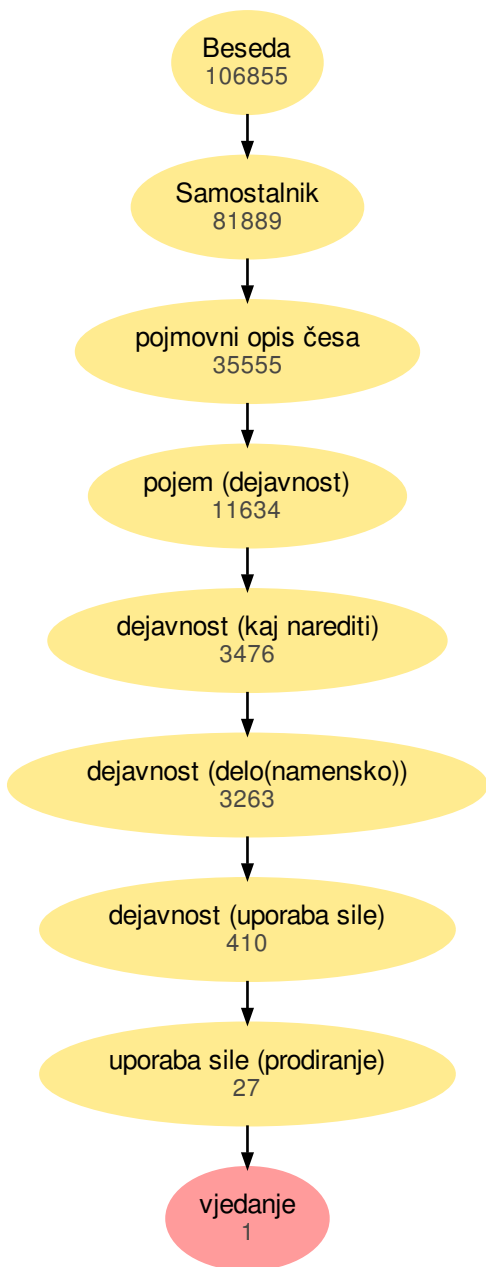 Beseda
106855
Samostalnik
81889
pojmovni opis česa
35555
pojem (dejavnost)
11634
dejavnost (kaj narediti)
3476
dejavnost (delo(namensko))
3263
dejavnost (uporaba sile)
410
uporaba sile (prodiranje)
27
vjedanje
1